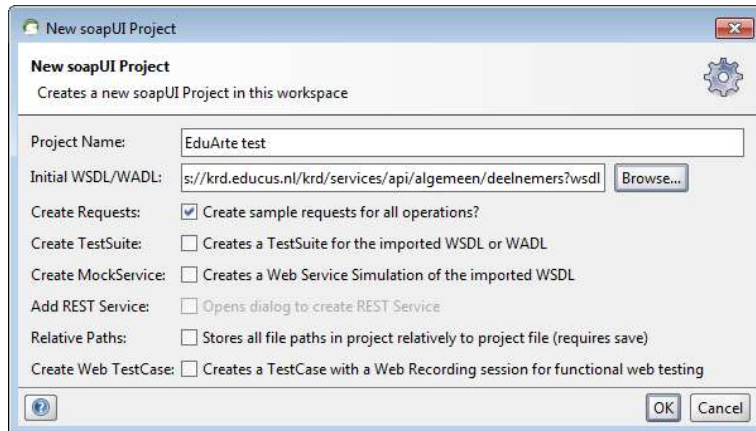 New soapUI Project
New soapUI Project
Creates a new soapUI Project in this workspace
Project Name: EduArte test
Initial WSDL/WADL: s://krd.educus.nl/krd/services/api/algemeen/deelnemers?wsdl Browse...
Create Requests: Create sample requests for all operations?
Create TestSuite: Creates a TestSuite for the imported WSDL or WADL
Create MockService: Creates a Web Service Simulation of the imported WSDL
Add REST Service: Opens dialog to create REST Service
Relative Paths: Stores all file paths in project relatively to project file (requires save)
Create Web TestCase: Creates a TestCase with a Web Recording session for functional web testing
? OK Cancel